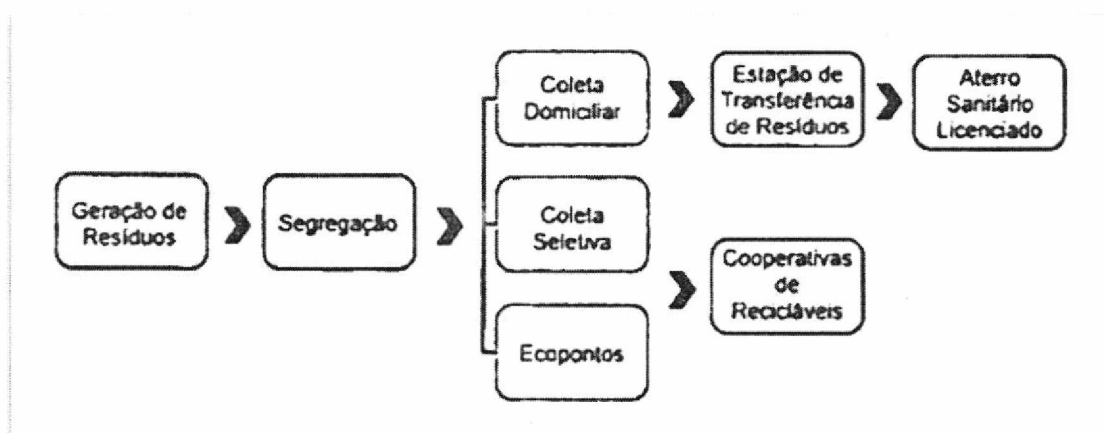 Geração de
Resíduos
Segregação
Coleta
Domiciliar
Estação de
Transferência
de Resíduos
Aterro
Sanitário
Licenciado
Coleta
Seletiva
Ecopontos
Cooperativas
de
Recicláveis